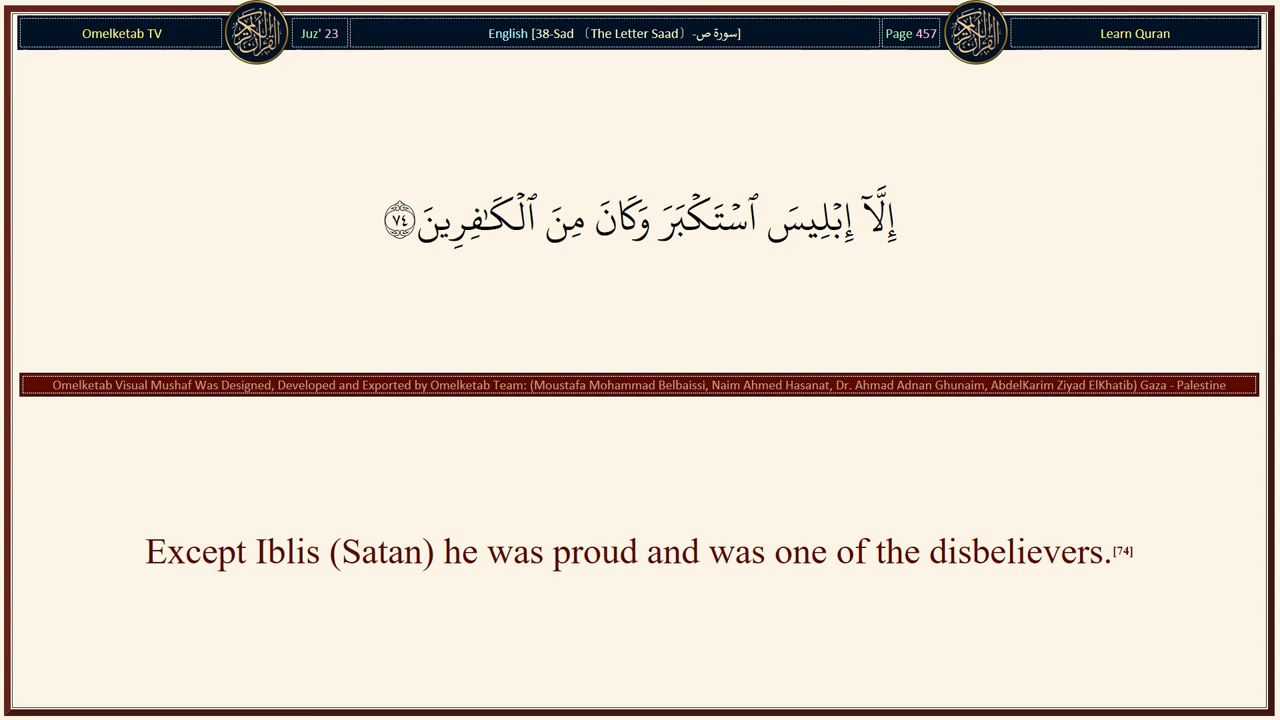 Omelketab TV
Juz' 23
English [38-Sad （The Letter Saad）-سورة ص]
Page 457
Learn Quran
إِلَّآ إِبْلِيسَ ٱسْتَكْبَرَ وَكَانَ مِنَ ٱلْكَـٰفِرِينَ ٧٤
Omelketab Visual Mushaf Was Designed, Developed and Exported by Omelketab Team: (Moustafa Mohammad Belbaissi, Naim Ahmed Hasanat, Dr. Ahmad Adnan Ghunaim, AbdelKarim Ziyad ElKhatib) Gaza - Palestine
Except Iblis (Satan) he was proud and was one of the disbelievers.[74]